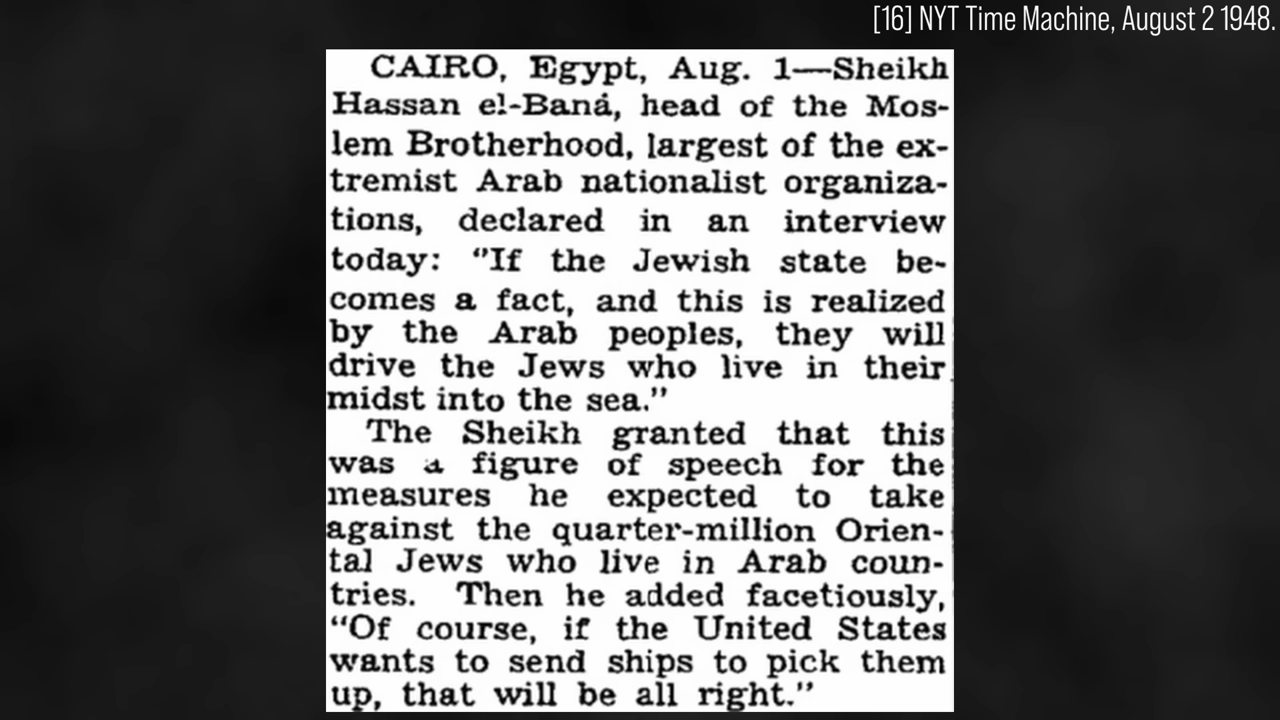 [16] NYT Time Machine, August 2 1948.
CAIRO, Egypt, Aug. 1—Sheikh
Hassan el-Baná, head of the Mos-
lem Brotherhood, largest of the ex-
tremist Arab nationalist organiza-
tions, declared in an interview
today: "If the Jewish state be-
comes a fact, and this is realized
by the Arab peoples, they will
drive the Jews who live in their
midst into the sea."
The Sheikh granted that this
was a figure of speech for the
measures he expected to take
against the quarter-million Orien-
tal Jews who live in Arab coun-
tries. Then he added facetiously,
"Of course, if the United States
wants to send ships to pick them
up, that will be all right."